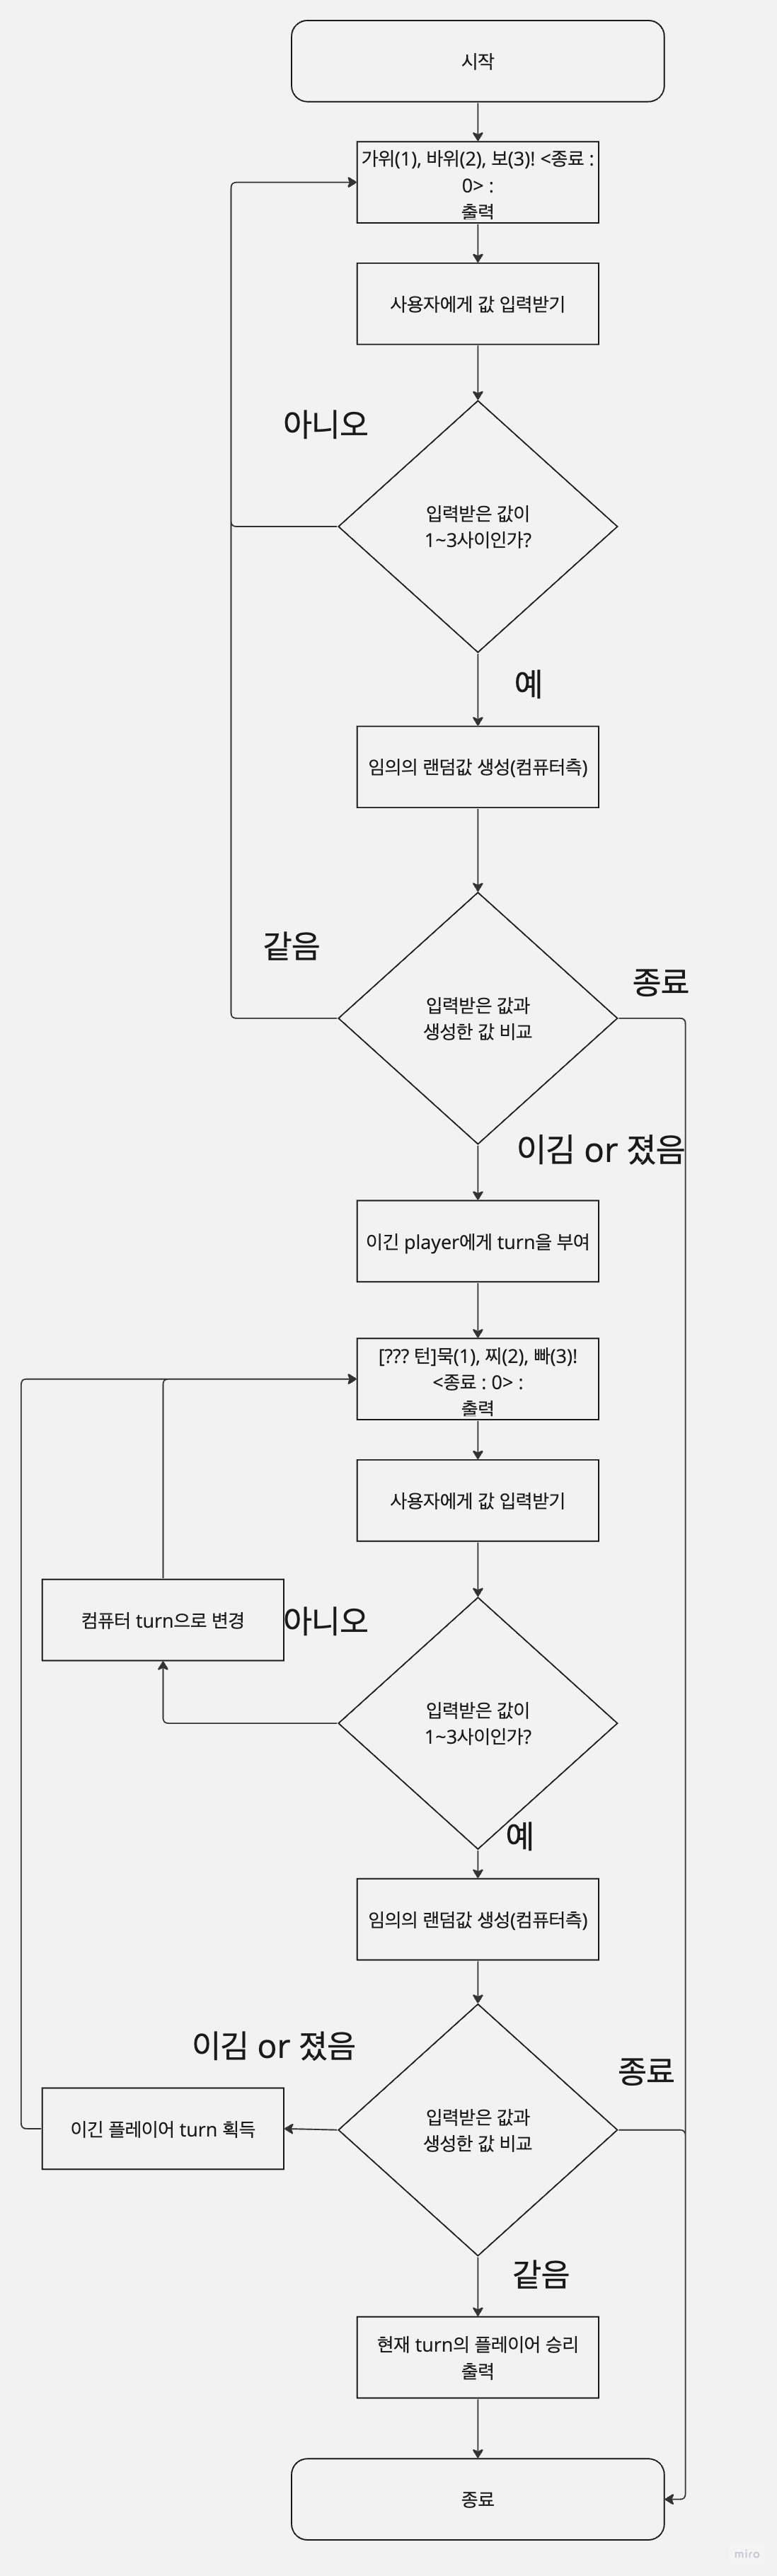 시작
가위(1), 바위(2), 보(3)! <종료 :
0> :
출력
사용자에게 값 입력받기
아니오
입력받은 값이
1~3사이인가?
예
임의의 랜덤값 생성(컴퓨터측)
같음
종료
입력받은 값과
생성한 값 비교
이김 or 졌음
이긴 player에게 turn을 부여
[??? 턴]묵(1), 찌(2), 빠(3)!
<종료 : 0> :
출력
사용자에게 값 입력받기
컴퓨터 turn으로 변경
아니오
입력받은 값이
1~3사이인가?
예
임의의 랜덤값 생성(컴퓨터측)
이김 or 졌음
종료
이긴 플레이어 turn 획득
입력받은 값과
생성한 값 비교
같음
현재 turn의 플레이어 승리
출력
종료
miro